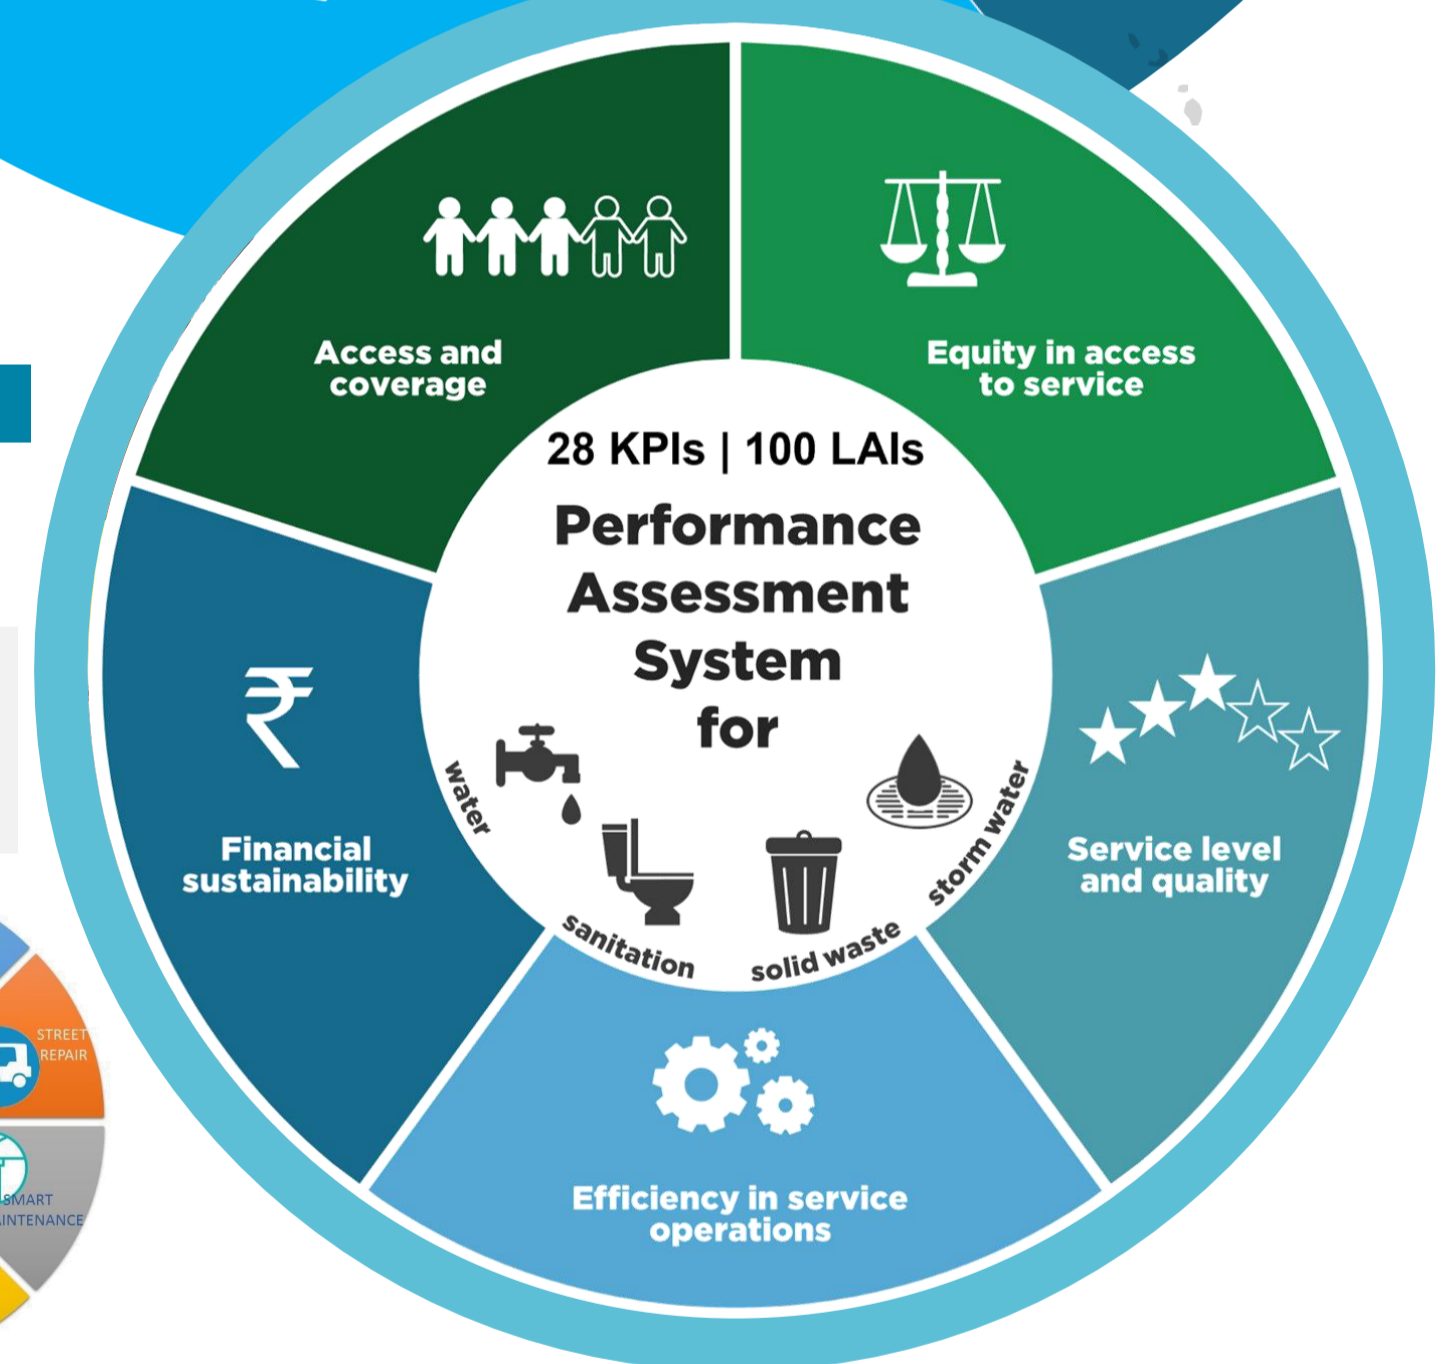 Access and
coverage
Equity in access
to service
28 KPIs | 100 LAIs
Performance
Assessment
System
for
water
sanitation
solid waste
storm water
₹
Financial
sustainability
Service level
and quality
Efficiency in service
operations
STREET
REPAIR
SMART
INTENANCE